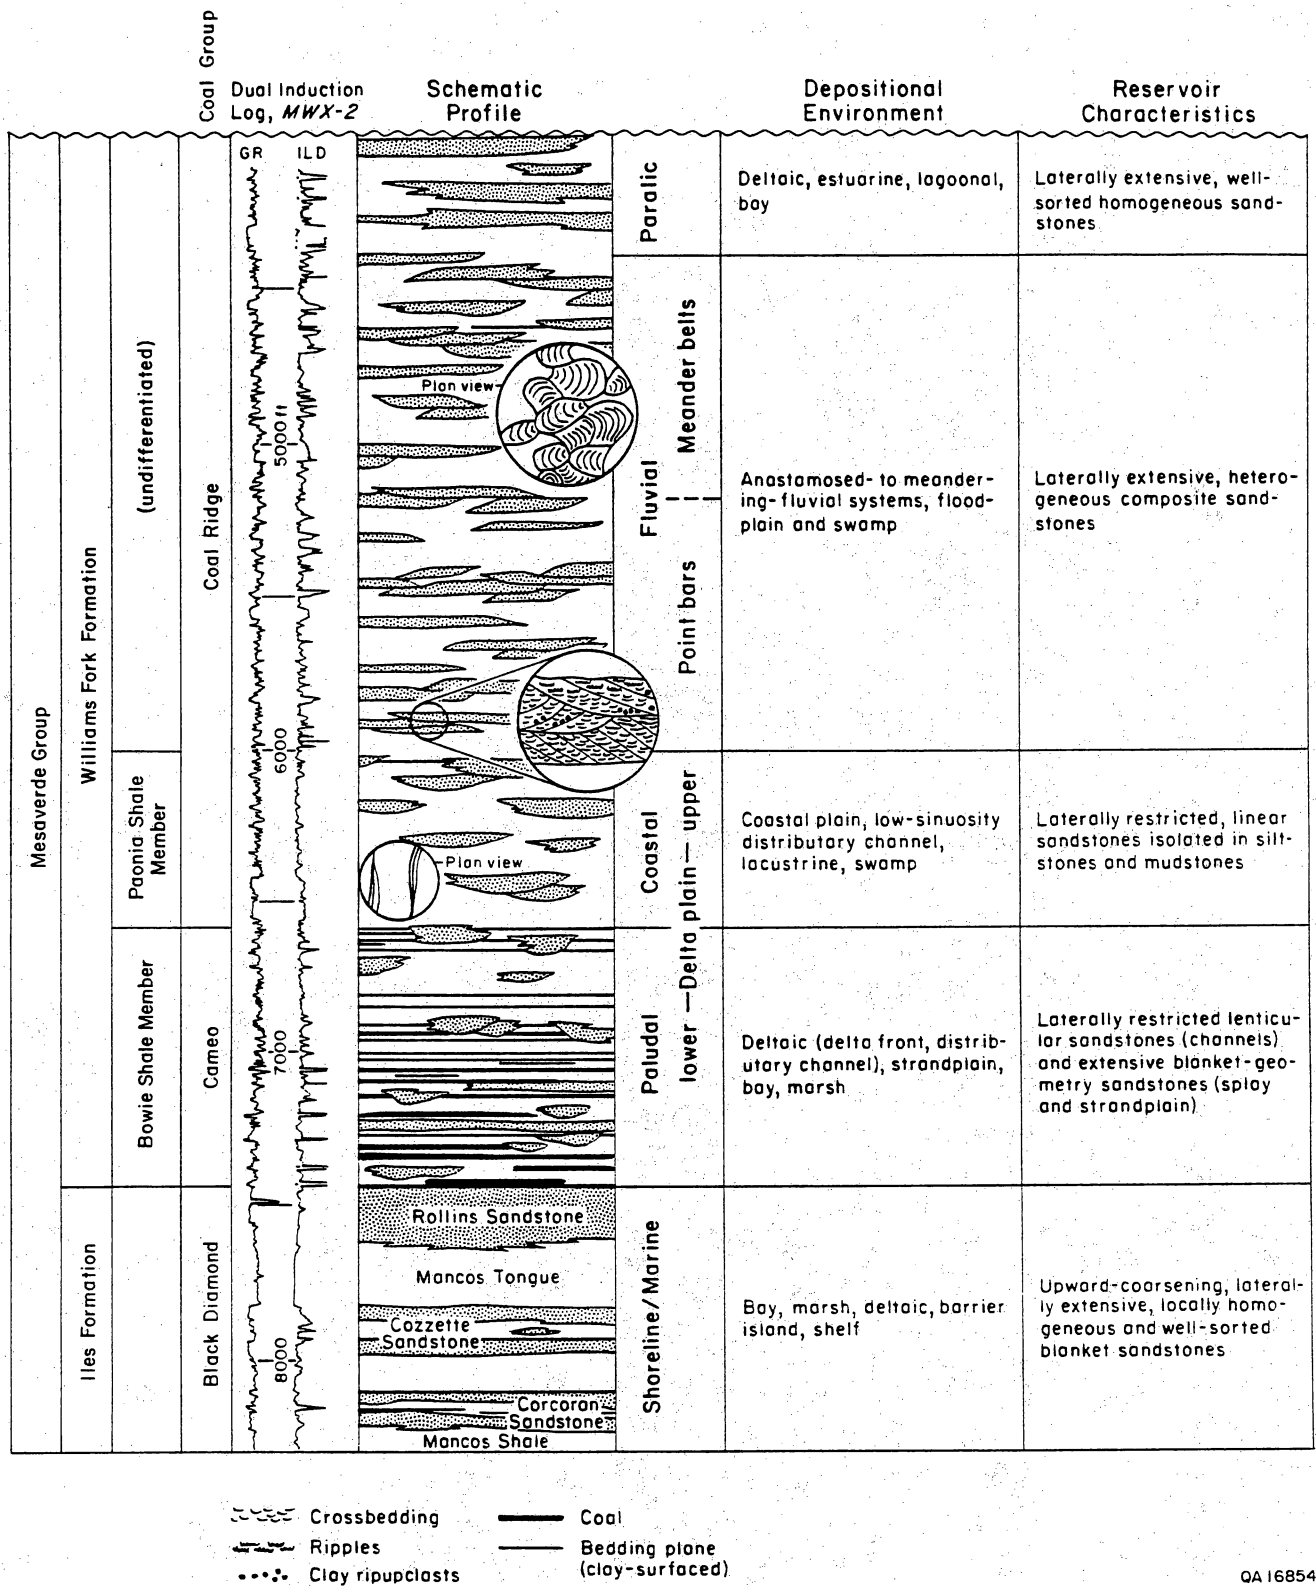 Coal Group
Dual Induction
Log, MWX-2
Schematic
Profile
Depositional
Environment
Reservoir
Characteristics
GR
ILD
Mesaverde Group
Williams Fork Formation
Iles Formation
(undifferentiated)
Paonia Shale
Member
Bowie Shale Member
Coal Ridge
Cameo
Black Diamond
5000 ft
6000
7000
8000
Plan view
Plan view
Rollins Sandstone
Mancos Tongue
Cozzette
Sandstone
Corcoran
Sandstone
Mancos Shale
Paralic
Deltaic, estuarine, lagoonal,
bay
Laterally extensive, well-
sorted homogeneous sand-
stones
Fluvial
Meander belts
Point bars
Anastamosed- to meander-
ing-fluvial systems, flood-
plain and swamp
Laterally extensive, hetero-
geneous composite sand-
stones
Coastal
lower — Delta plain — upper
Coastal plain, low-sinuosity
distributary channel,
lacustrine, swamp
Laterally restricted, linear
sandstones isolated in silt-
stones and mudstones
Paludal
Deltaic (delta front, distrib-
utary channel), strandplain,
bay, marsh
Laterally restricted lenticu-
lar sandstones (channels)
and extensive blanket-geo-
metry sandstones (splay
and strandplain)
Shoreline/Marine
Bay, marsh, deltaic, barrier
island, shelf
Upward-coarsening, lateral-
ly extensive, locally homo-
geneous and well-sorted
blanket sandstones
Crossbedding
Ripples
Clay ripupclasts
Coal
Bedding plane
(clay-surfaced)
QA16854